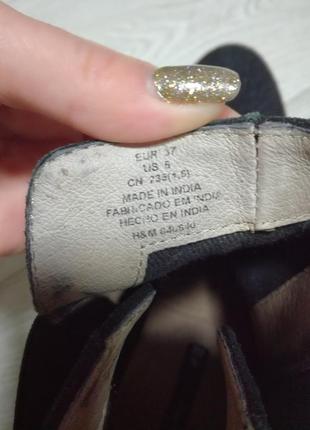 EUR 37
US 6
CN 235(1,5)
MADE IN INDIA
FABRICADO EM INDIA
HECHO EN INDIA
H&M